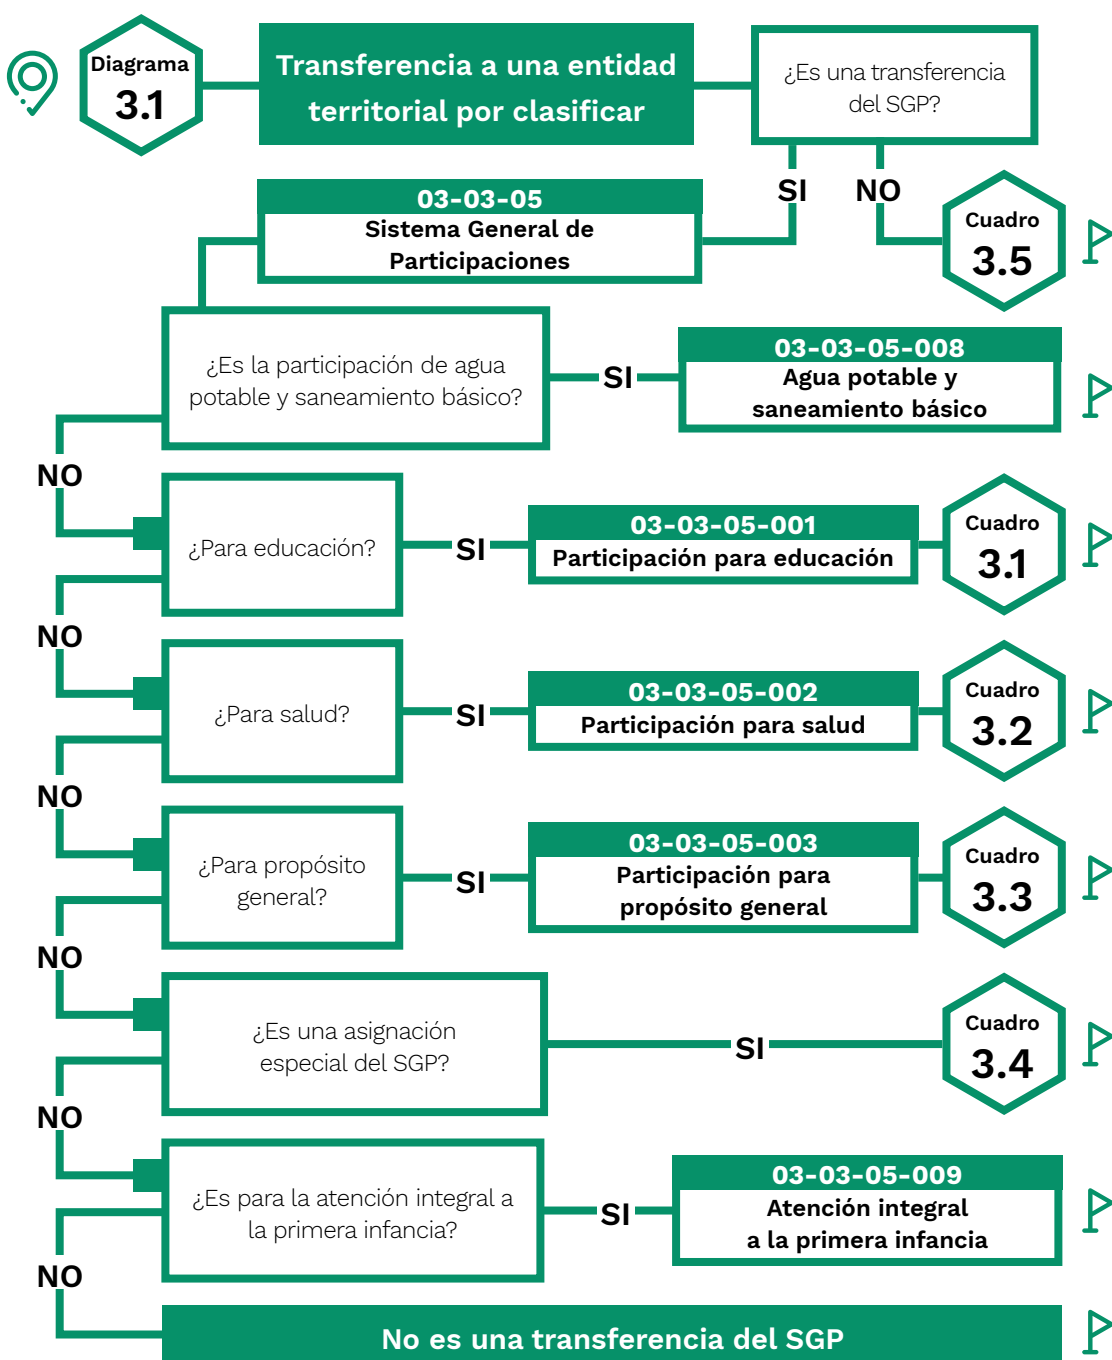 Diagrama
3.1
Transferencia a una entidad
territorial por clasificar
¿Es una transferencia
del SGP?
SI
NO
03-03-05
Sistema General de
Participaciones
Cuadro
3.5
¿Es la participación de agua
potable y saneamiento básico?
SI
03-03-05-008
Agua potable y
saneamiento básico
NO
¿Para educación?
SI
03-03-05-001
Participación para educación
Cuadro
3.1
NO
¿Para salud?
SI
03-03-05-002
Participación para salud
Cuadro
3.2
NO
¿Para propósito
general?
SI
03-03-05-003
Participación para
propósito general
Cuadro
3.3
NO
¿Es una asignación
especial del SGP?
SI
Cuadro
3.4
NO
¿Es para la atención integral a
la primera infancia?
SI
03-03-05-009
Atención integral
a la primera infancia
NO
No es una transferencia del SGP